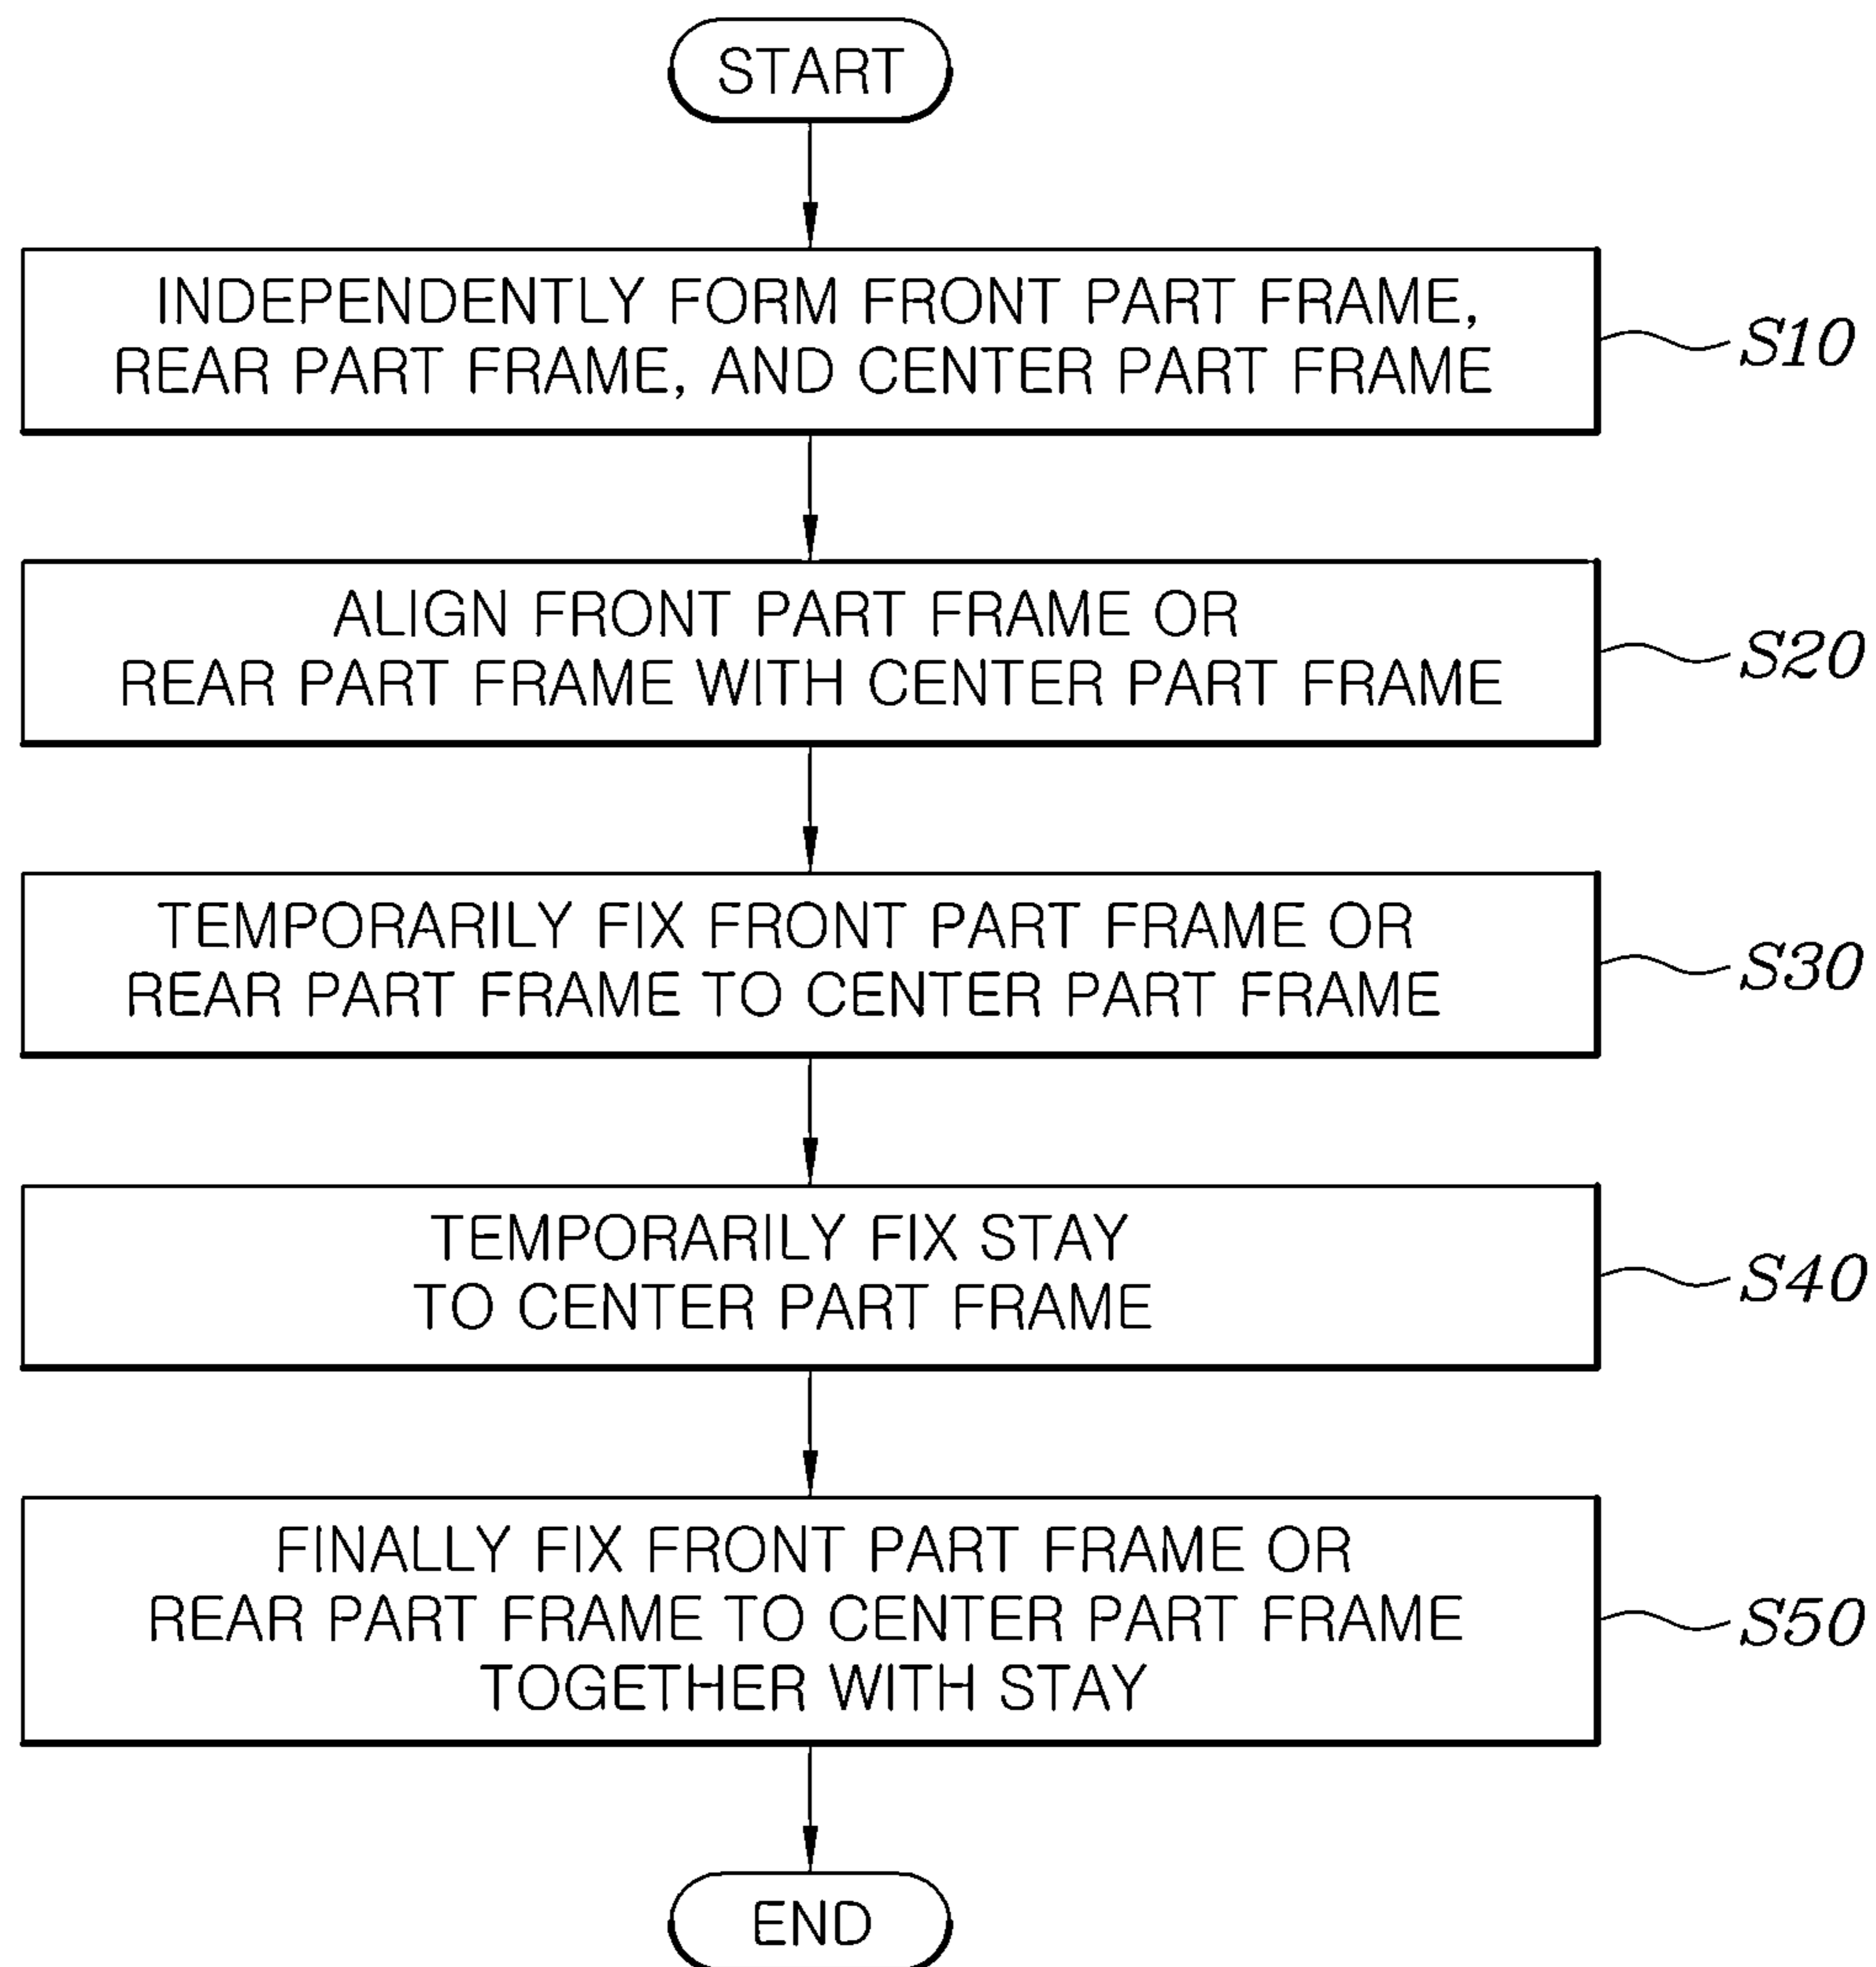 START
INDEPENDENTLY FORM FRONT PART FRAME,
REAR PART FRAME, AND CENTER PART FRAME
S10
ALIGN FRONT PART FRAME OR
REAR PART FRAME WITH CENTER PART FRAME
S20
TEMPORARILY FIX FRONT PART FRAME OR
REAR PART FRAME TO CENTER PART FRAME
S30
TEMPORARILY FIX STAY
TO CENTER PART FRAME
S40
FINALLY FIX FRONT PART FRAME OR
REAR PART FRAME TO CENTER PART FRAME
TOGETHER WITH STAY
S50
END